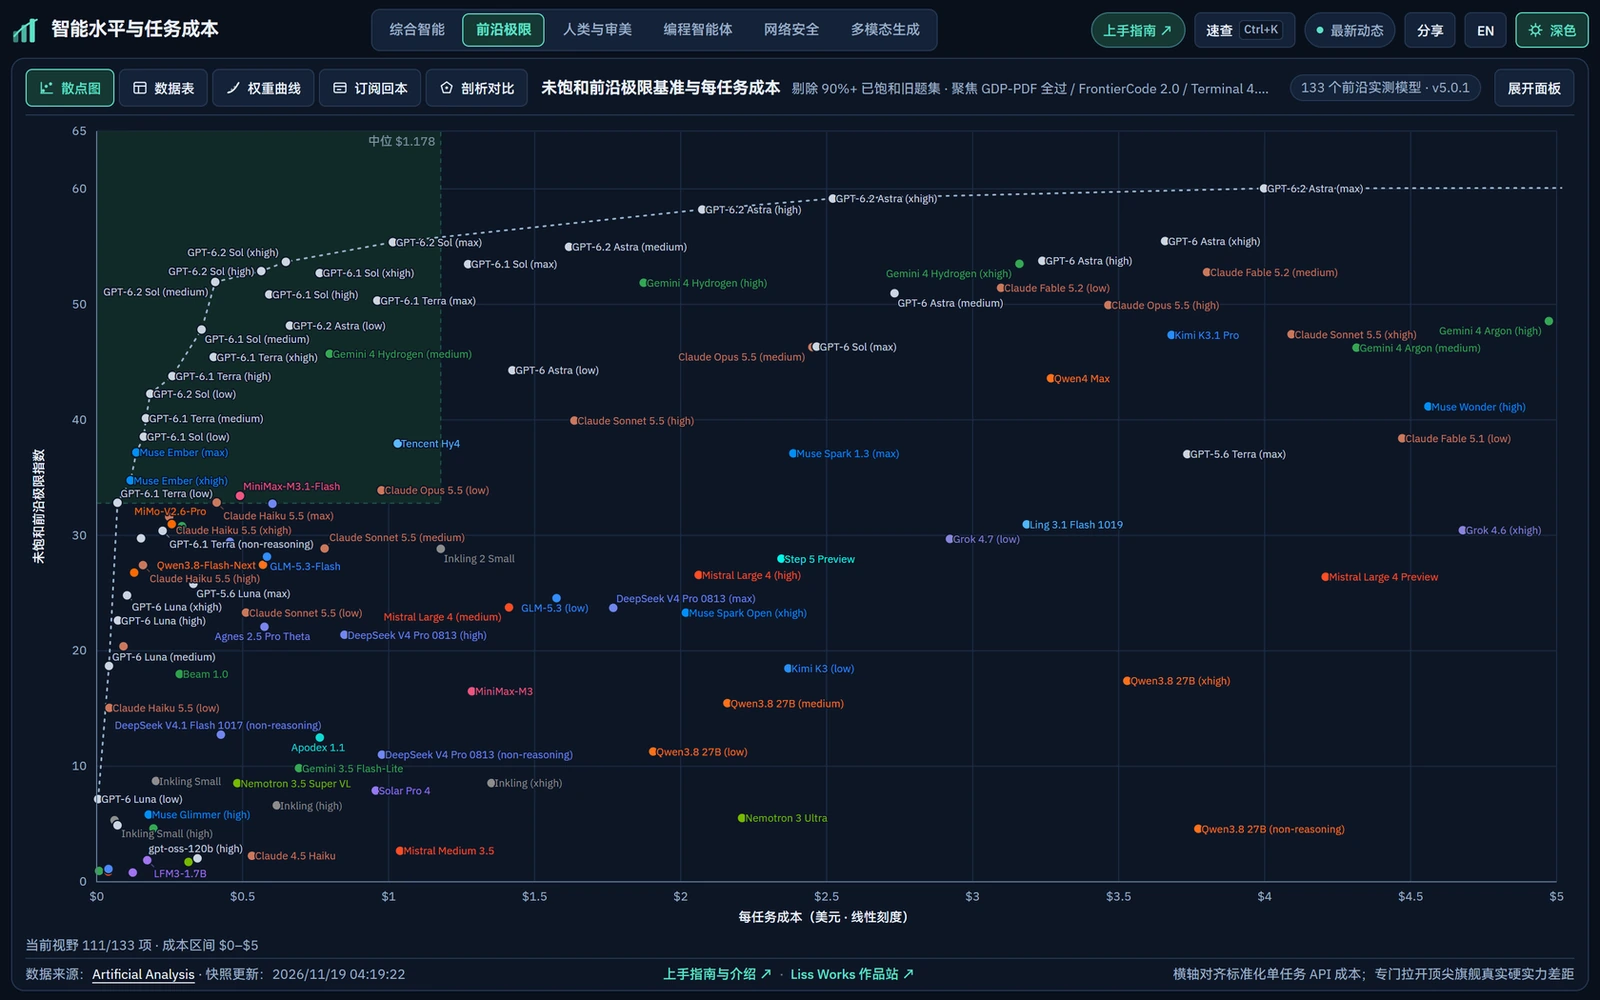 智能水平与任务成本
综合智能
前沿极限
人类与审美
编程智能体
网络安全
多模态生成
上手指南 ↗
速查 Ctrl+K
最新动态
分享
EN
深色
散点图
数据表
权重曲线
订阅回本
剖析对比
未饱和前沿极限基准与每任务成本
剔除 90%+ 已饱和旧题集 · 聚焦 GDP-PDF 全过 / FrontierCode 2.0 / Terminal 4....
133 个前沿实测模型 · v5.0.1
展开面板
65
中位 $1.178
60
GPT-6.2 Astra (max)
GPT-6.2 Astra (xhigh)
GPT-6.2 Astra (high)
GPT-6.2 Sol (max)
GPT-6 Astra (xhigh)
GPT-6.2 Astra (medium)
GPT-6.2 Sol (xhigh)
GPT-6 Astra (high)
GPT-6.1 Sol (max)
GPT-6.2 Sol (high)
GPT-6.1 Sol (xhigh)
Gemini 4 Hydrogen (xhigh)
Claude Fable 5.2 (medium)
Gemini 4 Hydrogen (high)
Claude Fable 5.2 (low)
GPT-6.2 Sol (medium)
GPT-6.1 Sol (high)
GPT-6.1 Terra (max)
GPT-6 Astra (medium)
Claude Opus 5.5 (high)
50
GPT-6.2 Astra (low)
Gemini 4 Argon (high)
GPT-6.1 Sol (medium)
Kimi K3.1 Pro
Claude Sonnet 5.5 (xhigh)
GPT-6 Sol (max)
Gemini 4 Argon (medium)
GPT-6.1 Terra (xhigh)
Gemini 4 Hydrogen (medium)
Claude Opus 5.5 (medium)
GPT-6 Astra (low)
GPT-6.1 Terra (high)
Qwen4 Max
GPT-6.2 Sol (low)
Muse Wonder (high)
40
GPT-6.1 Terra (medium)
Claude Sonnet 5.5 (high)
GPT-6.1 Sol (low)
Claude Fable 5.1 (low)
Tencent Hy4
Muse Ember (max)
Muse Spark 1.3 (max)
GPT-5.6 Terra (max)
Muse Ember (xhigh)
MiniMax-M3.1-Flash
Claude Opus 5.5 (low)
GPT-6.1 Terra (low)
MiMo-V2.6-Pro
Claude Haiku 5.5 (max)
Ling 3.1 Flash 1019
Claude Haiku 5.5 (xhigh)
Grok 4.6 (xhigh)
30
Claude Sonnet 5.5 (medium)
Grok 4.7 (low)
GPT-6.1 Terra (non-reasoning)
Inkling 2 Small
Step 5 Preview
Qwen3.8-Flash-Next
GLM-5.3-Flash
Claude Haiku 5.5 (high)
Mistral Large 4 (high)
Mistral Large 4 Preview
GPT-5.6 Luna (max)
DeepSeek V4 Pro 0813 (max)
GPT-6 Luna (xhigh)
GLM-5.3 (low)
Claude Sonnet 5.5 (low)
Mistral Large 4 (medium)
Muse Spark Open (xhigh)
GPT-6 Luna (high)
Agnes 2.5 Pro Theta
DeepSeek V4 Pro 0813 (high)
20
GPT-6 Luna (medium)
Kimi K3 (low)
Beam 1.0
Qwen3.8 27B (xhigh)
MiniMax-M3
Qwen3.8 27B (medium)
Claude Haiku 5.5 (low)
DeepSeek V4.1 Flash 1017 (non-reasoning)
Apodex 1.1
Qwen3.8 27B (low)
DeepSeek V4 Pro 0813 (non-reasoning)
10
Gemini 3.5 Flash-Lite
Inkling Small
Nemotron 3.5 Super VL
Inkling (xhigh)
Solar Pro 4
GPT-6 Luna (low)
Inkling (high)
Muse Glimmer (high)
Nemotron 3 Ultra
Inkling Small (high)
Qwen3.8 27B (non-reasoning)
gpt-oss-120b (high)
Claude 4.5 Haiku
Mistral Medium 3.5
LFM3-1.7B
0
未饱和前沿极限指数
$0
$0.5
$1
$1.5
$2
$2.5
$3
$3.5
$4
$4.5
$5
每任务成本（美元 · 线性刻度）
当前视野 111/133 项 · 成本区间 $0–$5
数据来源： Artificial Analysis · 快照更新： 2026/11/19 04:19:22
上手指南与介绍 ↗ · Liss Works 作品站 ↗
横轴对齐标准化单任务 API 成本；专门拉开顶尖旗舰真实硬实力差距